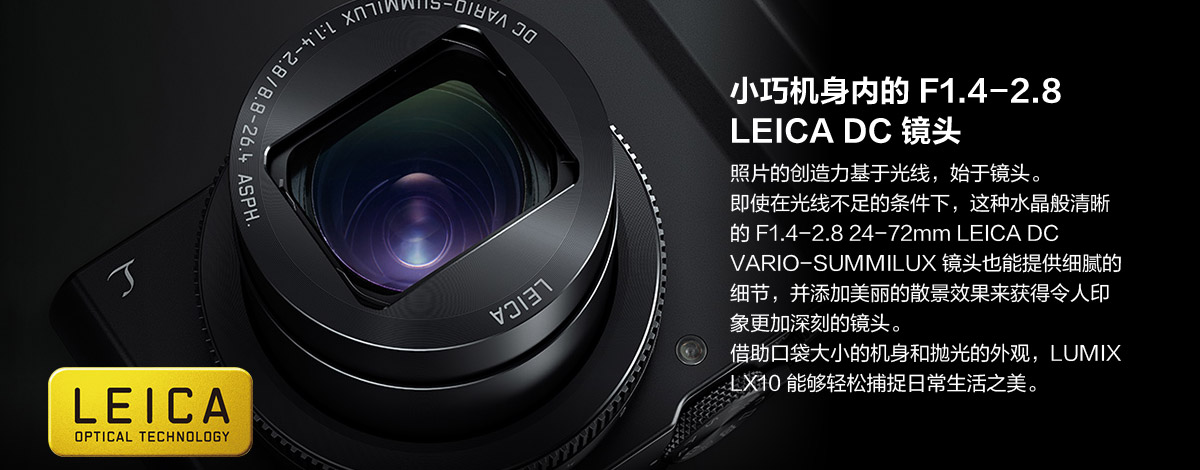 DC VARIO-SUMMILUX 1:1.4-2.8/8.8-26.4 ASPH.
LEICA
小巧机身内的 F1.4-2.8
LEICA DC 镜头
照片的创造力基于光线，始于镜头。
即使在光线不足的条件下，这种水晶般清晰
的 F1.4-2.8 24-72mm LEICA DC
VARIO-SUMMILUX 镜头也能提供细腻的
细节，并添加美丽的散景效果来获得令人印
象更加深刻的镜头。
借助口袋大小的机身和抛光的外观，LUMIX
LX10 能够轻松捕捉日常生活之美。
LEICA
OPTICAL TECHNOLOGY